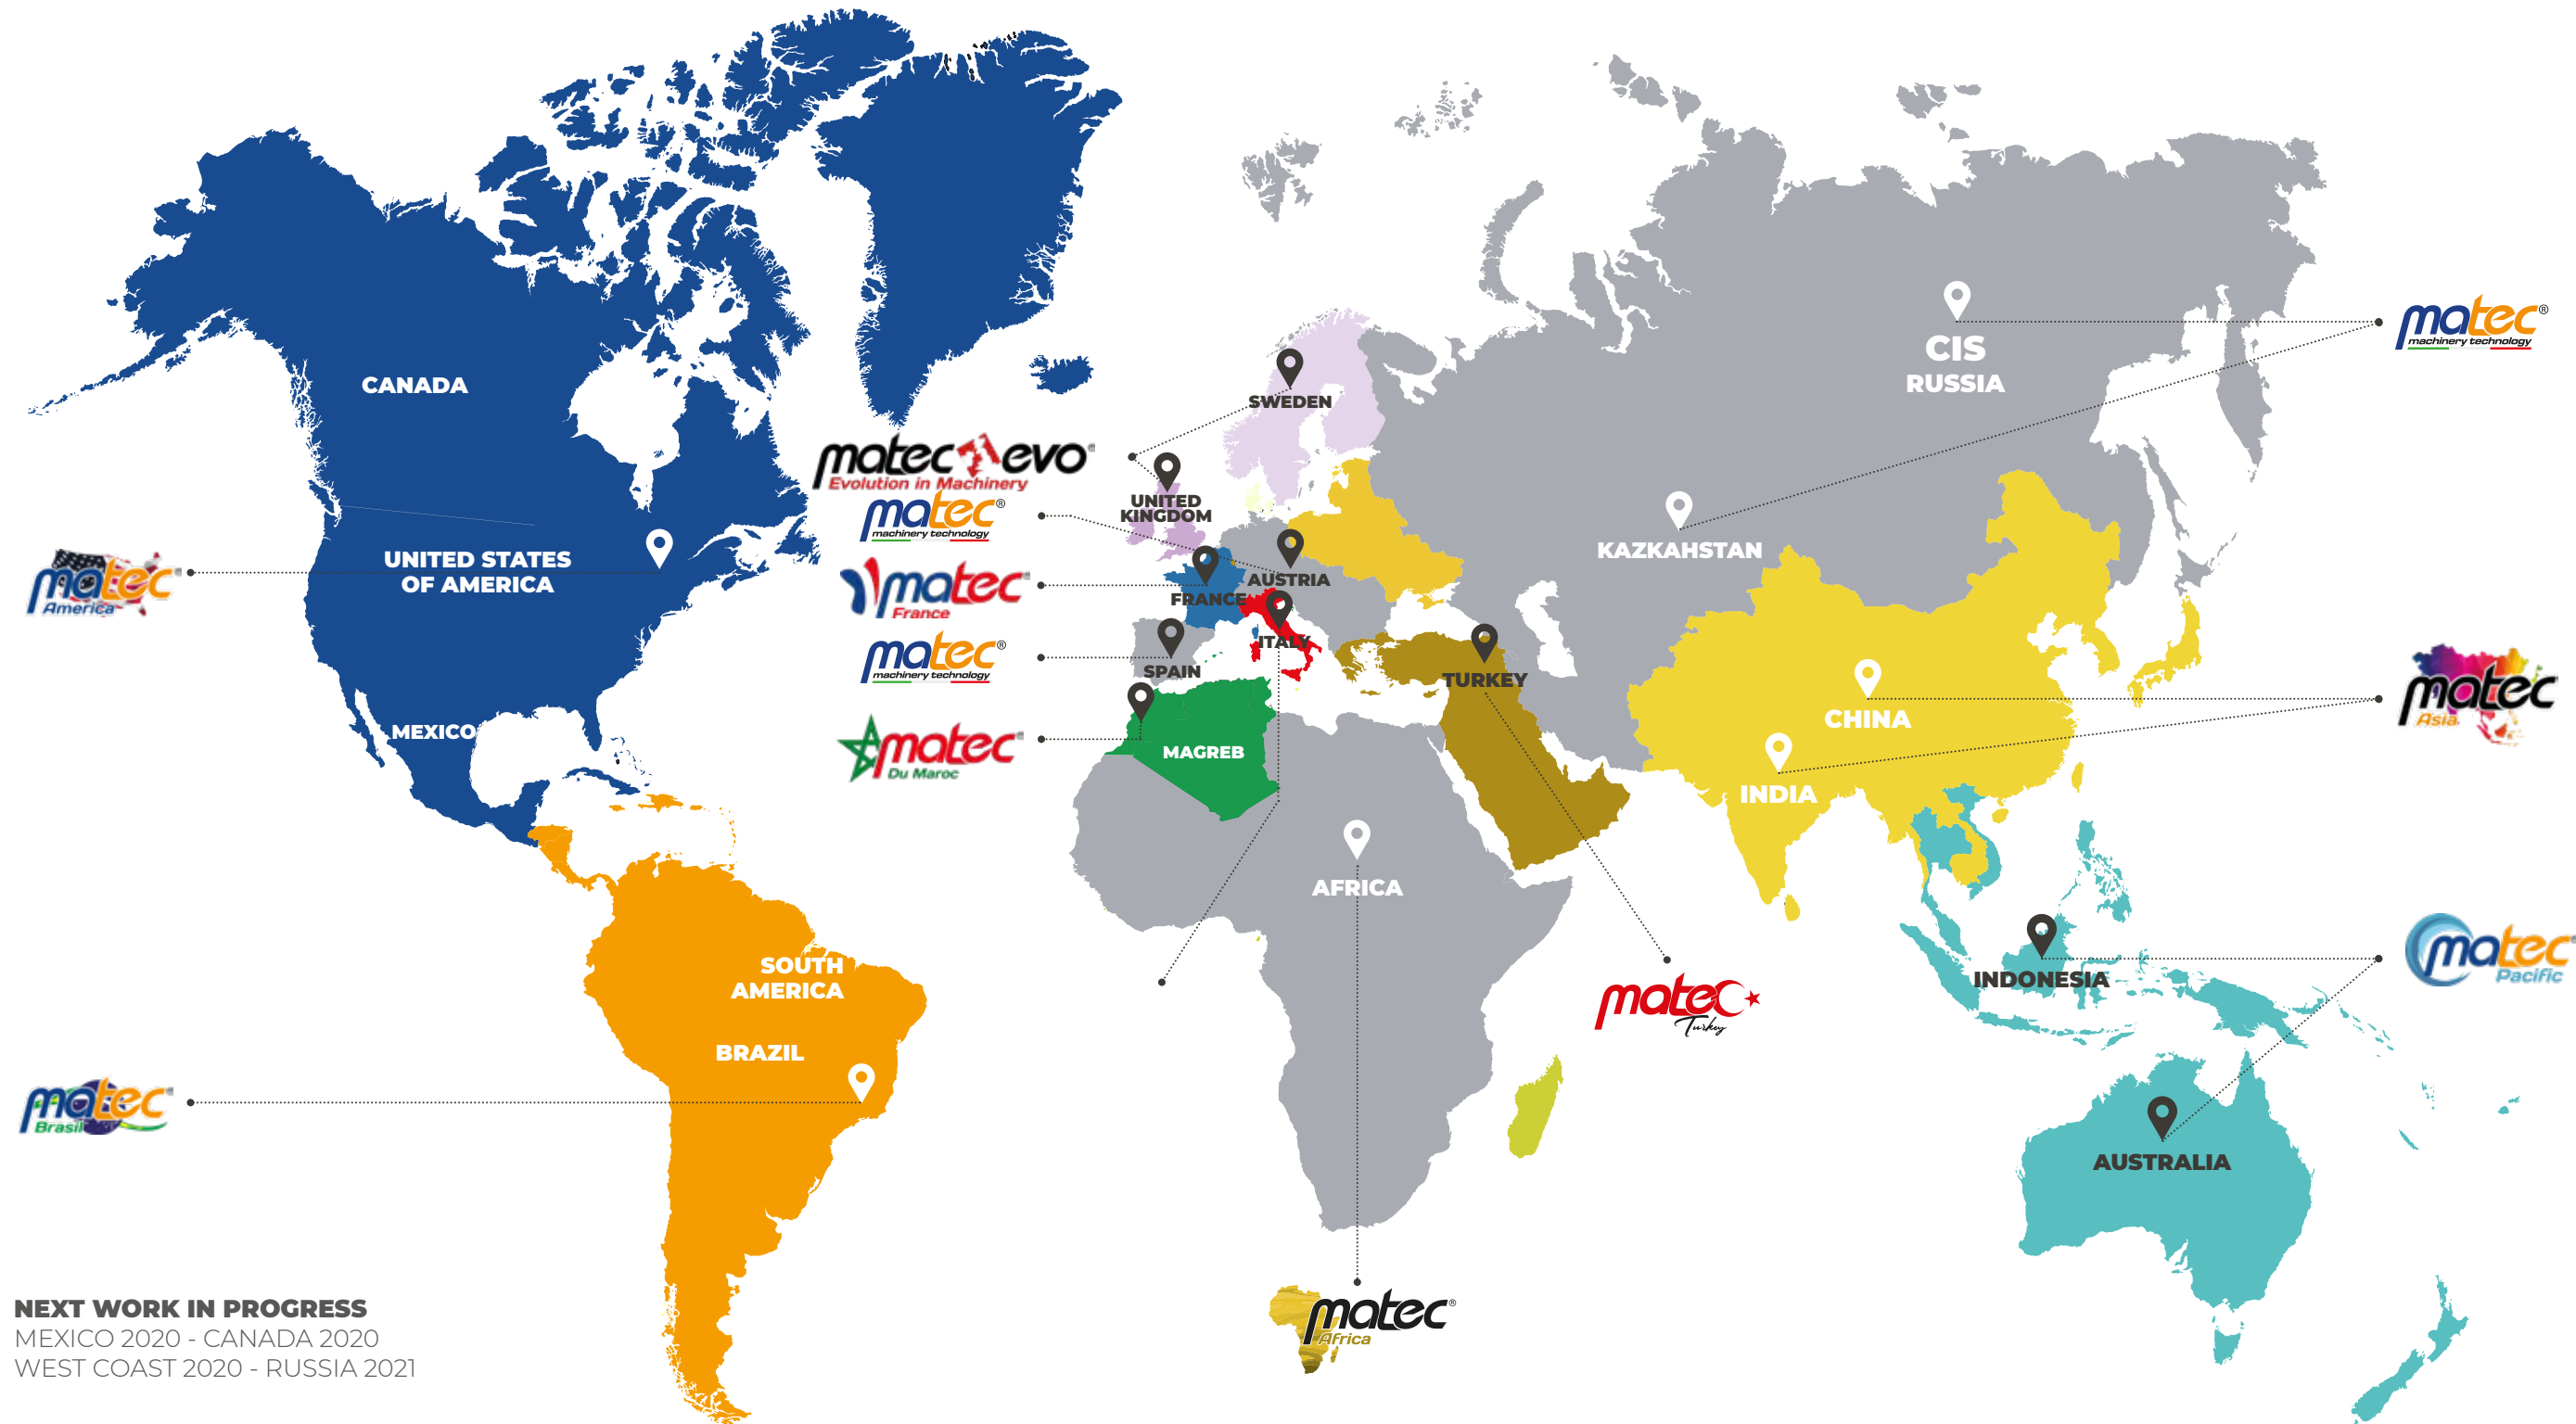 CANADA
UNITED STATES
OF AMERICA
MEXICO
matec®
America
SOUTH
AMERICA
BRAZIL
matec®
Brasil
matec evo®
Evolution in Machinery
matec®
machinery technology
matec®
France
matec®
machinery technology
matec®
Du Maroc
SWEDEN
UNITED
KINGDOM
AUSTRIA
FRANCE
ITALY
SPAIN
TURKEY
MAGREB
AFRICA
matec®
Africa
matec
Turkey
CIS
RUSSIA
KAZKAHSTAN
CHINA
INDIA
INDONESIA
AUSTRALIA
matec®
machinery technology
matec
Asia
matec®
Pacific
NEXT WORK IN PROGRESS
MEXICO 2020 - CANADA 2020
WEST COAST 2020 - RUSSIA 2021